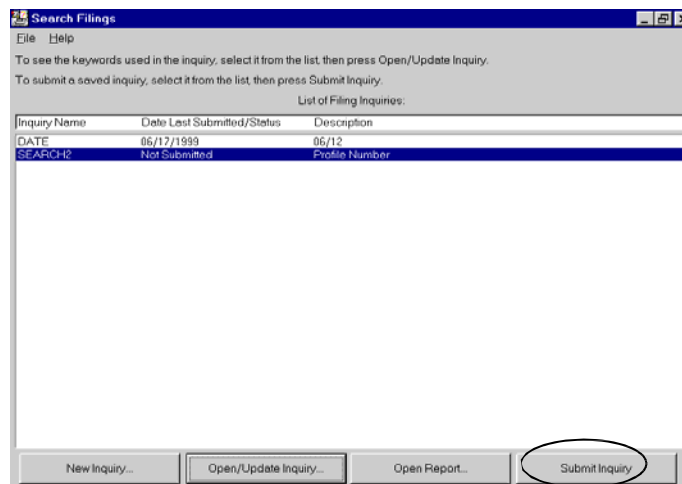 Search Filings
File Help
To see the keywords used in the inquiry, select it from the list, then press Open/Update Inquiry.
To submit a saved inquiry, select it from the list, then press Submit Inquiry.
List of Filing Inquiries:
Inquiry Name Date Last Submitted/Status Description
DATE 06/17/1999 06/12
SEARCH2 Not Submitted Profile Number
New Inquiry... Open/Update Inquiry... Open Report... Submit Inquiry